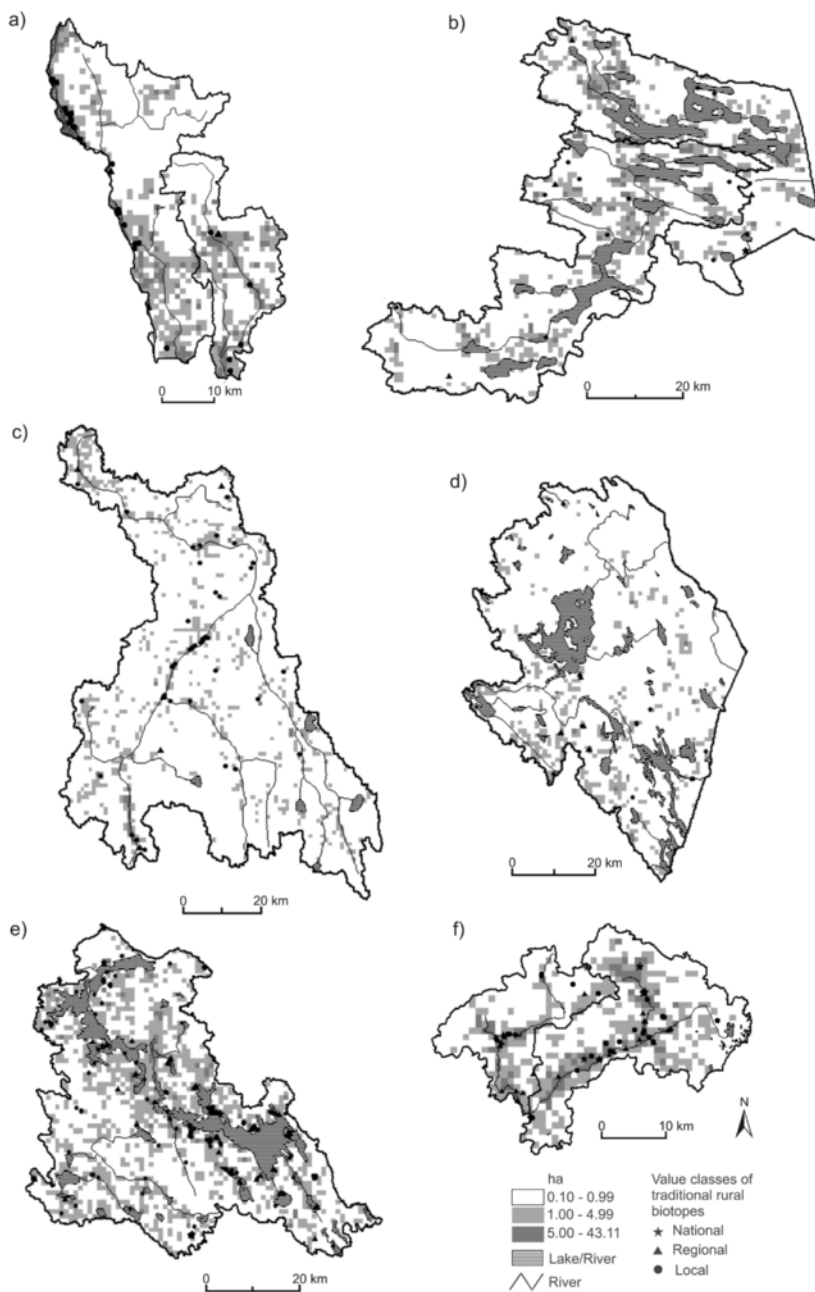 a)
b)
0 10 km
0 20 km
c)
d)
0 20 km
0 20 km
e)
f)
N
0 10 km
0 20 km
ha
0.10 - 0.99
1.00 - 4.99
5.00 - 43.11
Lake/River
River
Value classes of
traditional rural
biotopes
National
Regional
Local